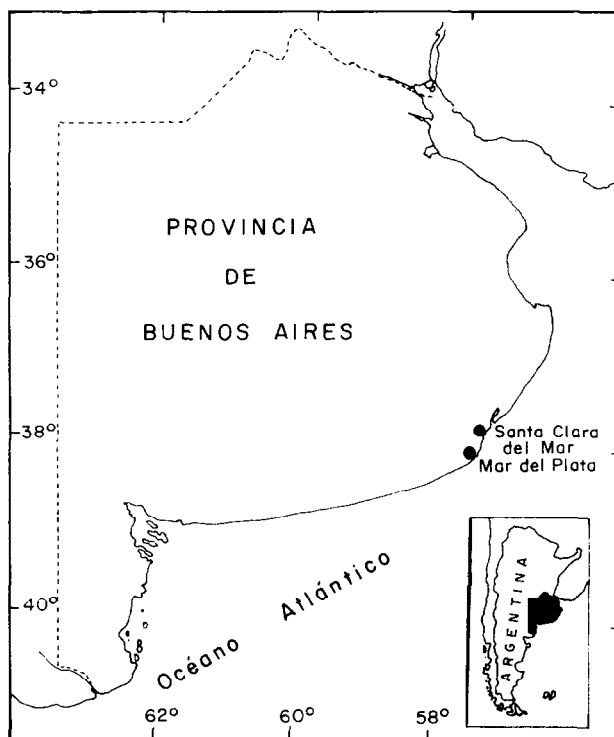 34°
PROVINCIA
36°
DE
BUENOS AIRES
38°
Santa Clara
del Mar
Mar del Plata
40°
Océano Atlántico
ARGENTINA
62°
60°
58°